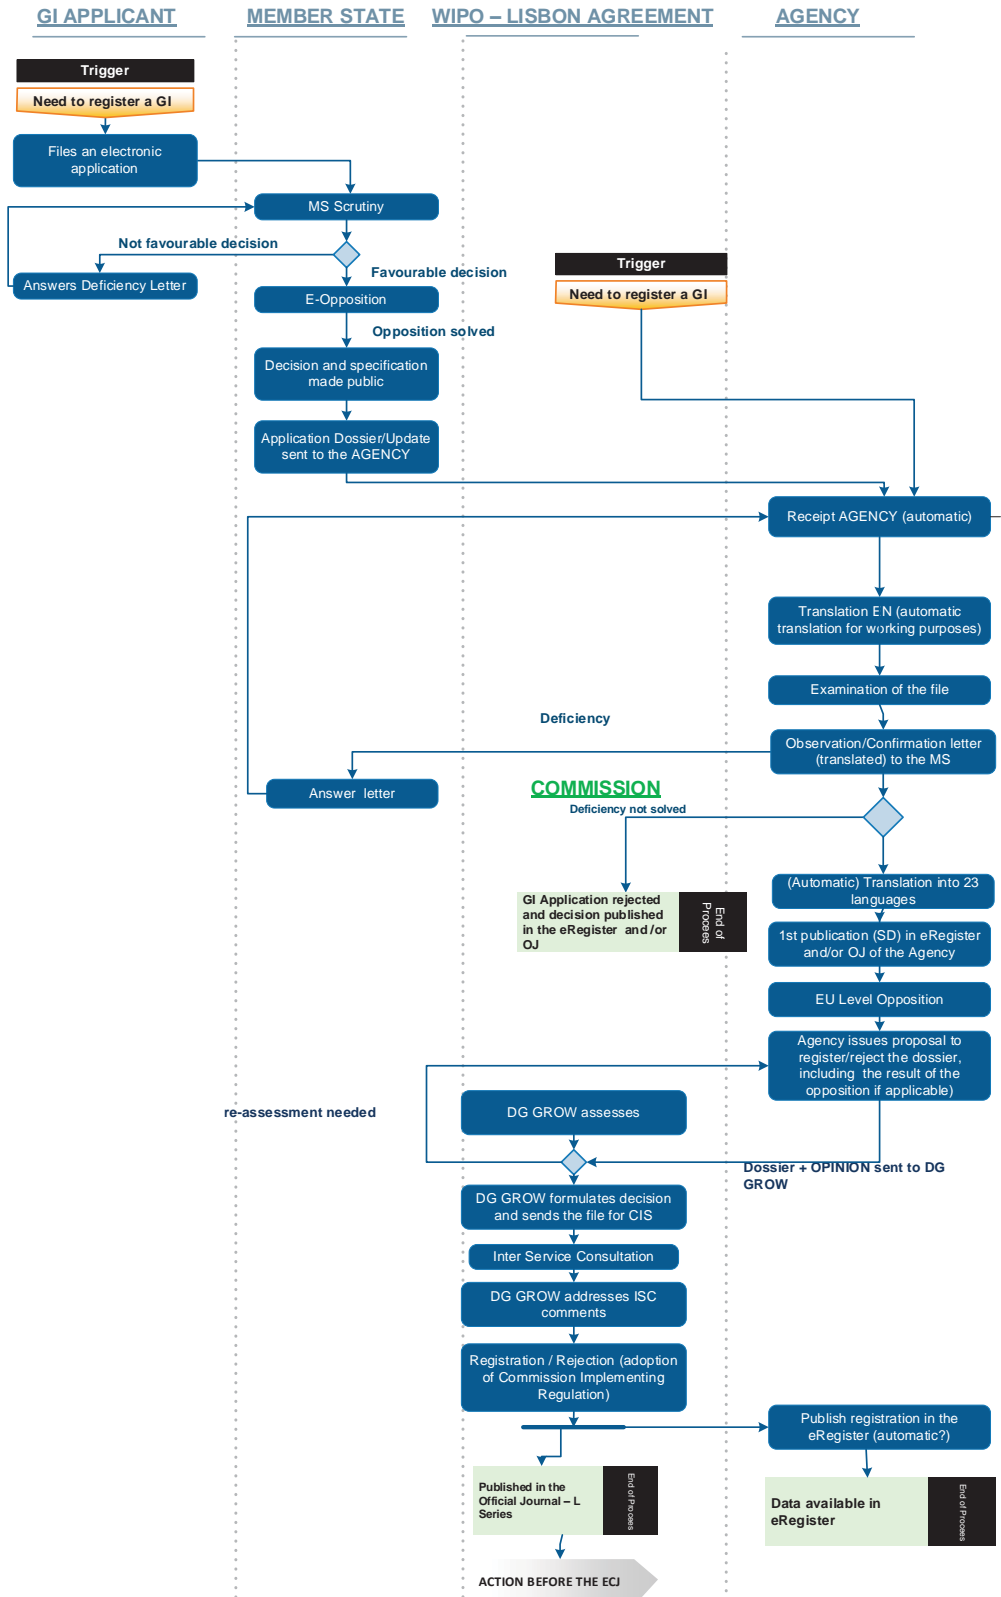 GI APPLICANT
MEMBER STATE
WIPO – LISBON AGREEMENT
AGENCY
Trigger
Need to register a GI
Files an electronic
application
MS Scrutiny
Not favourable decision
Answers Deficiency Letter
Favourable decision
E-Opposition
Opposition solved
Decision and specification
made public
Application Dossier/Update
sent to the AGENCY
Trigger
Need to register a GI
Receipt AGENCY (automatic)
Translation EN (automatic
translation for working purposes)
Examination of the file
Deficiency
Observation/Confirmation letter
(translated) to the MS
Answer letter
COMMISSION
Deficiency not solved
GI Application rejected
and decision published
in the eRegister and /or
OJ
End of
Procees
(Automatic) Translation into 23
languages
1st publication (SD) in eRegister
and/or OJ of the Agency
EU Level Opposition
Agency issues proposal to
register/reject the dossier,
including the result of the
opposition if applicable)
re-assessment needed
DG GROW assesses
Dossier + OPINION sent to DG
GROW
DG GROW formulates decision
and sends the file for CIS
Inter Service Consultation
DG GROW addresses ISC
comments
Registration / Rejection (adoption
of Commission Implementing
Regulation)
Publish registration in the
eRegister (automatic?)
Published in the
Official Journal – L
Series
End of Procees
Data available in
eRegister
End of Procees
ACTION BEFORE THE ECJ